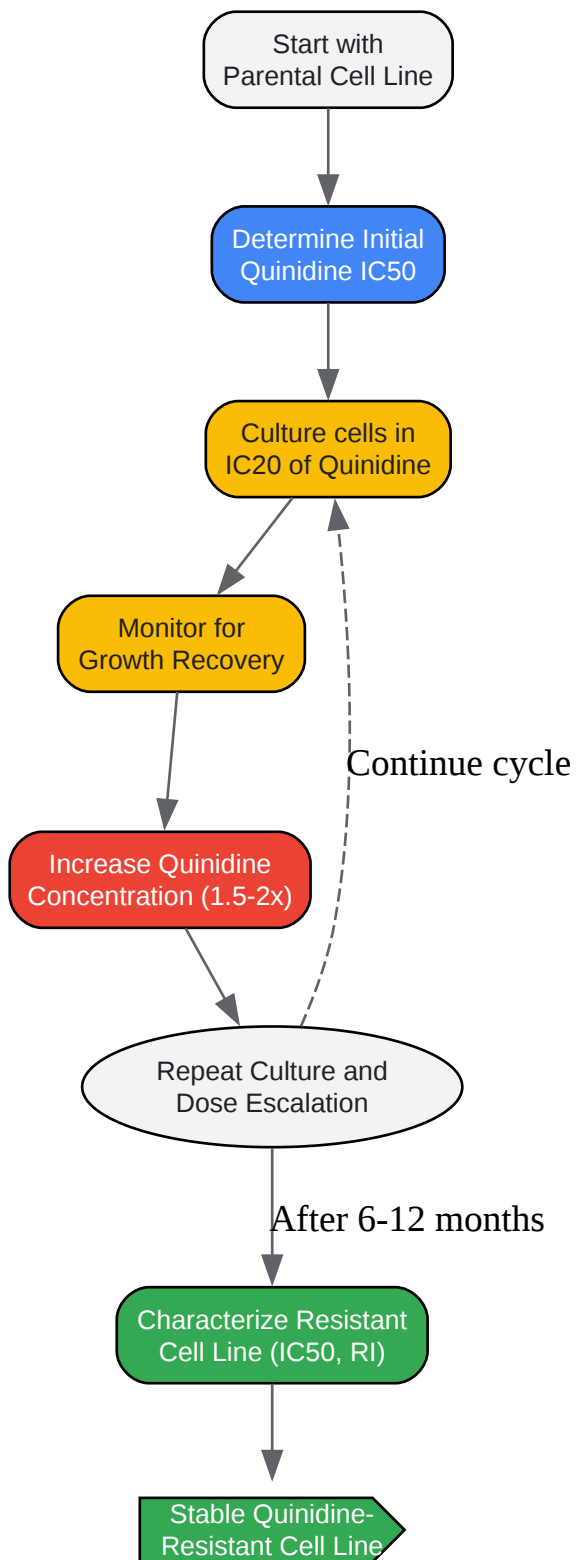 Start with
Parental Cell Line
Determine Initial
Quinidine IC50
Culture cells in
IC20 of Quinidine
Monitor for
Growth Recovery
Continue cycle
Increase Quinidine
Concentration (1.5-2x)
Repeat Culture and
Dose Escalation
After 6-12 months
Characterize Resistant
Cell Line (IC50, RI)
Stable Quinidine-
Resistant Cell Line